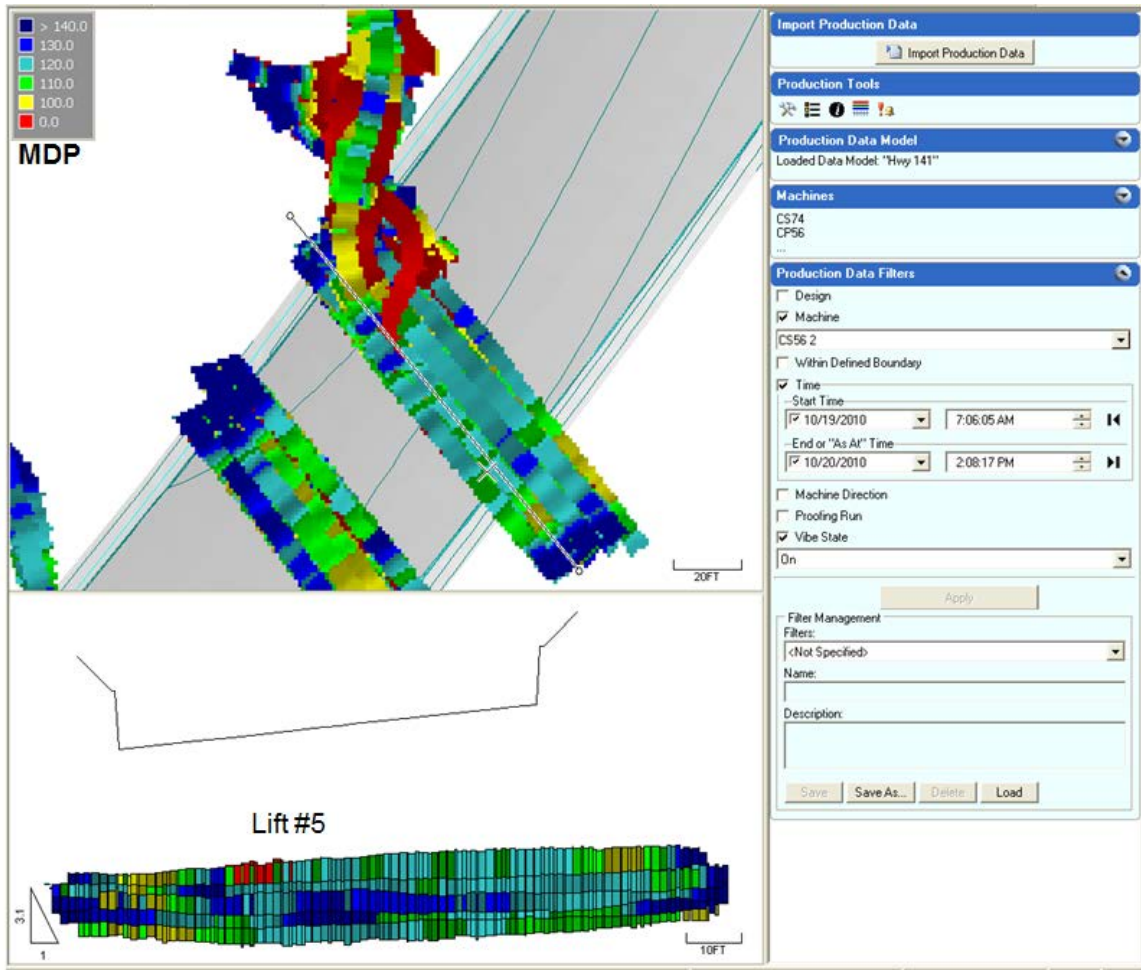 > 140.0
130.0
120.0
110.0
100.0
0.0
MDP
20FT
Lift #5
3.1
1
10FT
Import Production Data
Import Production Data
Production Tools
Production Data Model
Loaded Data Model: "Hwy 141"
Machines
CS74
CP56
...
Production Data Filters
Design
Machine
CS56 2
Within Defined Boundary
Time
Start Time
10/19/2010 7:06:05 AM
End or "As At" Time
10/20/2010 2:08:17 PM
Machine Direction
Proofing Run
Vibe State
On
Apply
Filter Management
Filters:
<Not Specified>
Name:
Description:
Save Save As... Delete Load